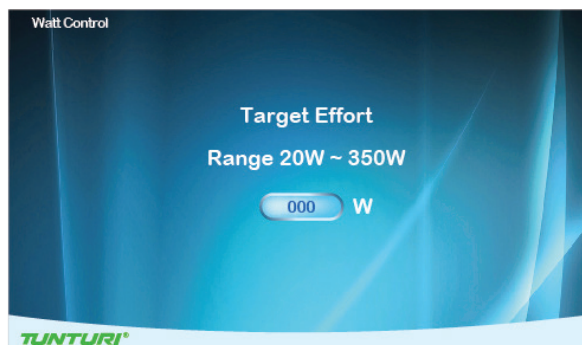 Watt Control
Target Effort
Range 20W ~ 350W
000 W
TUNTURI®